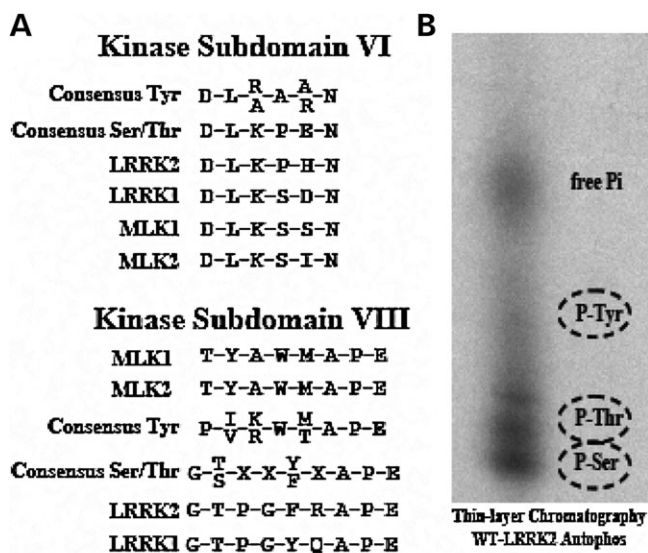 A
Kinase Subdomain VI
Consensus Tyr D-L-R/A-A-A/R-N
Consensus Ser/Thr D-L-K-P-E-N
LRRK2 D-L-K-P-H-N
LRRK1 D-L-K-S-D-N
MLK1 D-L-K-S-S-N
MLK2 D-L-K-S-I-N
Kinase Subdomain VIII
MLK1 T-Y-A-W-M-A-P-E
MLK2 T-Y-A-W-M-A-P-E
Consensus Tyr P-I/V-K/R-W-M/T-A-P-E
Consensus Ser/Thr G-T/S-X-X-Y/F-X-A-P-E
LRRK2 G-T-P-G-F-R-A-P-E
LRRK1 G-T-P-G-Y-Q-A-P-E
B
free Pi
P-Tyr
P-Thr
P-Ser
Thin-layer Chromatography
WT-LRRK2 Autophos